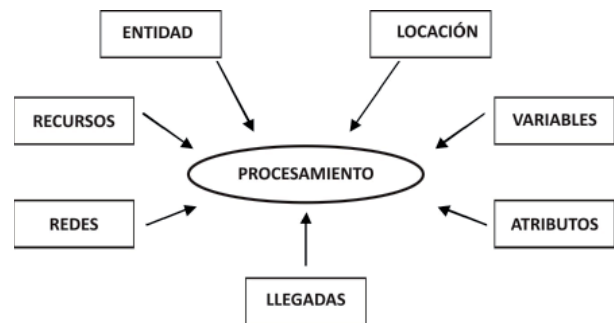 ENTIDAD
LOCACIÓN
RECURSOS
VARIABLES
PROCESAMIENTO
REDES
ATRIBUTOS
LLEGADAS